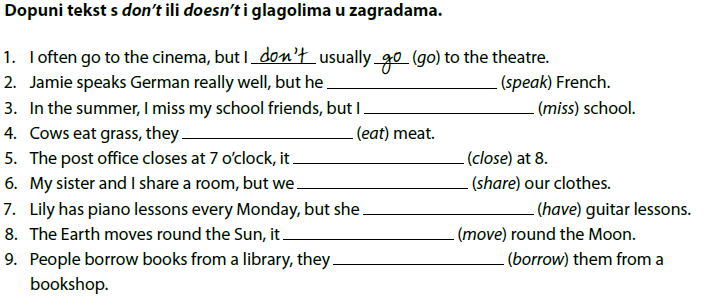 Dopuni tekst s don't ili doesn't i glagolima u zagradama.
1. I often go to the cinema, but I don't usually go (go) to the theatre.
2. Jamie speaks German really well, but he ____________ (speak) French.
3. In the summer, I miss my school friends, but I ____________ (miss) school.
4. Cows eat grass, they ____________ (eat) meat.
5. The post office closes at 7 o'clock, it ____________ (close) at 8.
6. My sister and I share a room, but we ____________ (share) our clothes.
7. Lily has piano lessons every Monday, but she ____________ (have) guitar lessons.
8. The Earth moves round the Sun, it ____________ (move) round the Moon.
9. People borrow books from a library, they ____________ (borrow) them from a
bookshop.